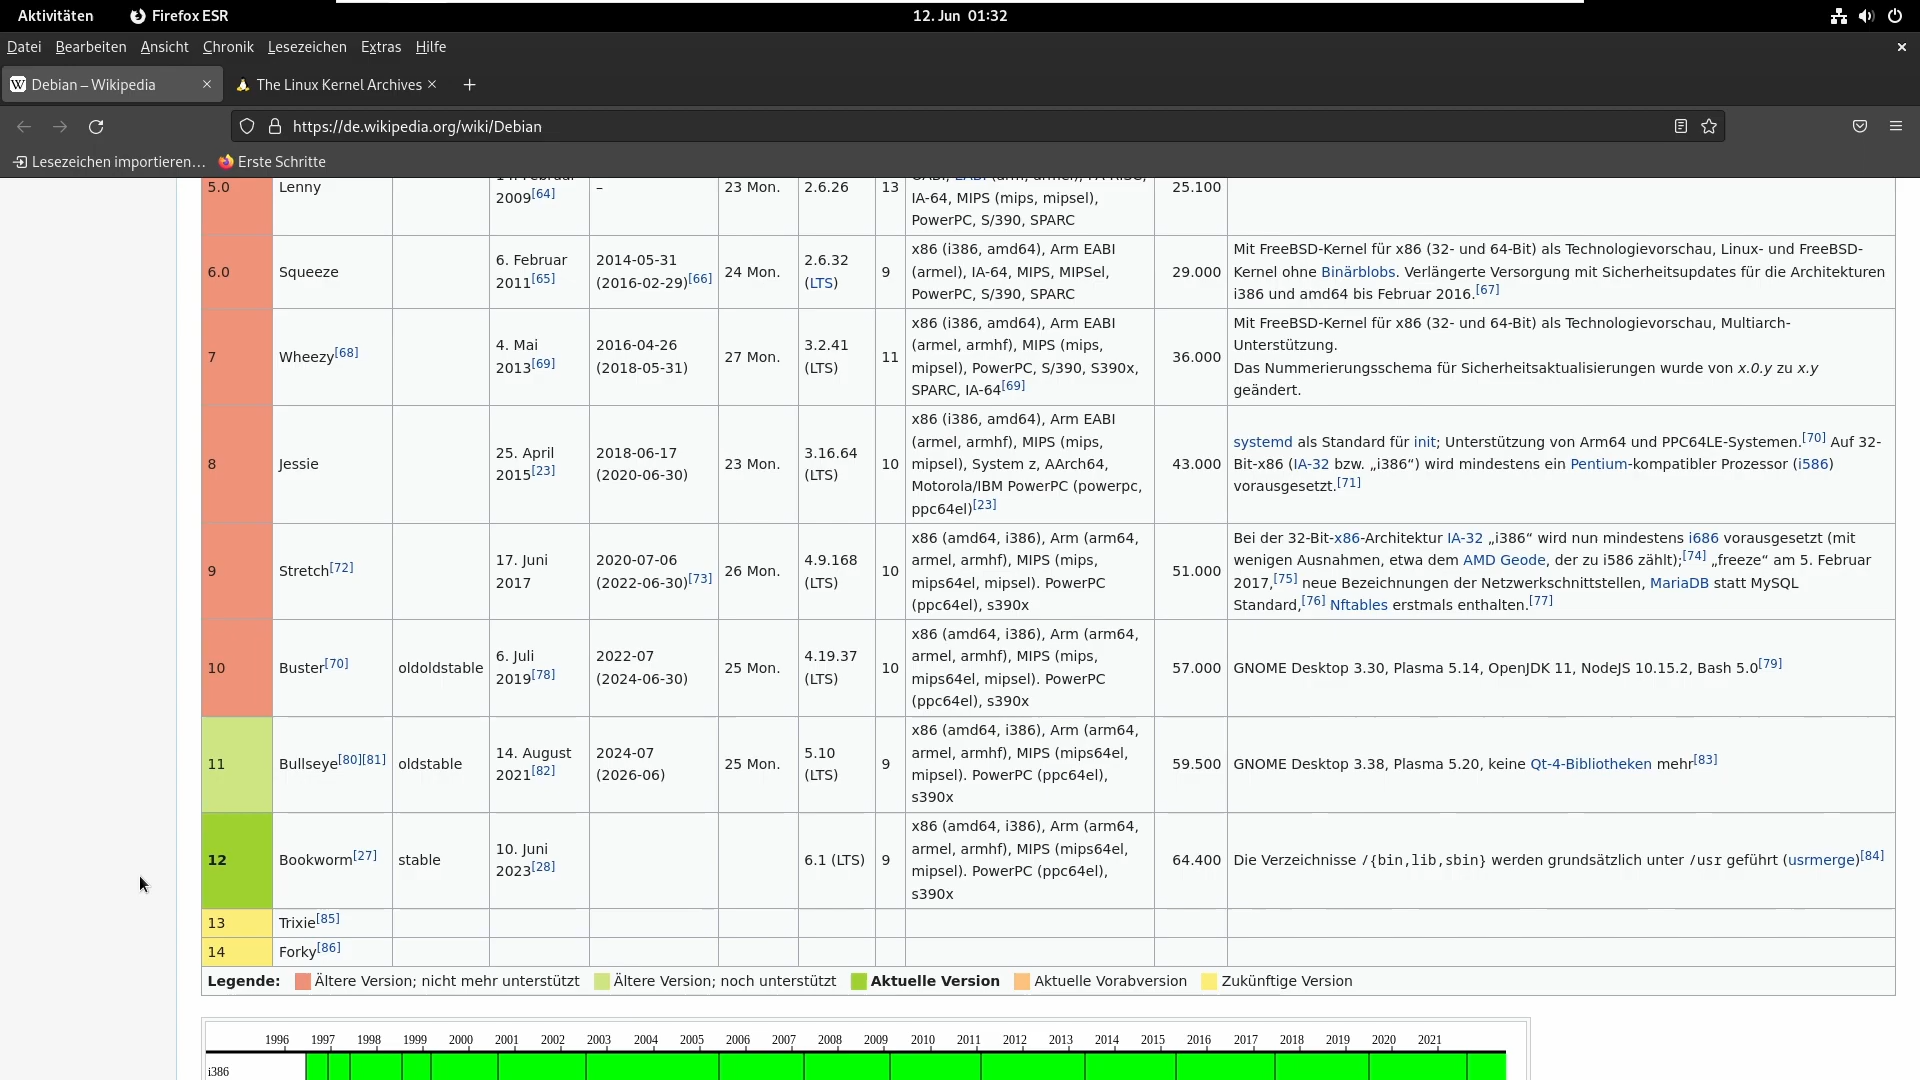 Aktivitäten Firefox ESR 12. Jun 01:32
Datei Bearbeiten Ansicht Chronik Lesezeichen Extras Hilfe
Debian – Wikipedia The Linux Kernel Archives
https://de.wikipedia.org/wiki/Debian
Lesezeichen importieren… Erste Schritte
5.0 Lenny
2009[64]
– 23 Mon. 2.6.26 13
IA-64, MIPS (mips, mipsel),
PowerPC, S/390, SPARC
25.100
6.0 Squeeze
6. Februar
2011[65]
2014-05-31
(2016-02-29)[66]
24 Mon.
2.6.32
(LTS)
9
x86 (i386, amd64), Arm EABI
(armel), IA-64, MIPS, MIPSel,
PowerPC, S/390, SPARC
29.000
Mit FreeBSD-Kernel für x86 (32- und 64-Bit) als Technologievorschau, Linux- und FreeBSD-
Kernel ohne Binärblobs. Verlängerte Versorgung mit Sicherheitsupdates für die Architekturen
i386 und amd64 bis Februar 2016.[67]
7 Wheezy[68]
4. Mai
2013[69]
2016-04-26
(2018-05-31)
27 Mon.
3.2.41
(LTS)
11
x86 (i386, amd64), Arm EABI
(armel, armhf), MIPS (mips,
mipsel), PowerPC, S/390, S390x,
SPARC, IA-64[69]
36.000
Mit FreeBSD-Kernel für x86 (32- und 64-Bit) als Technologievorschau, Multiarch-
Unterstützung.
Das Nummerierungsschema für Sicherheitsaktualisierungen wurde von x.0.y zu x.y
geändert.
8 Jessie
25. April
2015[23]
2018-06-17
(2020-06-30)
23 Mon.
3.16.64
(LTS)
10
x86 (i386, amd64), Arm EABI
(armel, armhf), MIPS (mips,
mipsel), System z, AArch64,
Motorola/IBM PowerPC (powerpc,
ppc64el)[23]
43.000
systemd als Standard für init; Unterstützung von Arm64 und PPC64LE-Systemen.[70] Auf 32-
Bit-x86 (IA-32 bzw. „i386“) wird mindestens ein Pentium-kompatibler Prozessor (i586)
vorausgesetzt.[71]
9 Stretch[72]
17. Juni
2017
2020-07-06
(2022-06-30)[73]
26 Mon.
4.9.168
(LTS)
10
x86 (amd64, i386), Arm (arm64,
armel, armhf), MIPS (mips,
mips64el, mipsel). PowerPC
(ppc64el), s390x
51.000
Bei der 32-Bit-x86-Architektur IA-32 „i386“ wird nun mindestens i686 vorausgesetzt (mit
wenigen Ausnahmen, etwa dem AMD Geode, der zu i586 zählt);[74] „freeze“ am 5. Februar
2017,[75] neue Bezeichnungen der Netzwerkschnittstellen, MariaDB statt MySQL
Standard,[76] Nftables erstmals enthalten.[77]
10 Buster[70] oldoldstable
6. Juli
2019[78]
2022-07
(2024-06-30)
25 Mon.
4.19.37
(LTS)
10
x86 (amd64, i386), Arm (arm64,
armel, armhf), MIPS (mips,
mips64el, mipsel). PowerPC
(ppc64el), s390x
57.000
GNOME Desktop 3.30, Plasma 5.14, OpenJDK 11, NodeJS 10.15.2, Bash 5.0[79]
11 Bullseye[80][81] oldstable
14. August
2021[82]
2024-07
(2026-06)
25 Mon.
5.10
(LTS)
9
x86 (amd64, i386), Arm (arm64,
armel, armhf), MIPS (mips64el,
mipsel). PowerPC (ppc64el),
s390x
59.500
GNOME Desktop 3.38, Plasma 5.20, keine Qt-4-Bibliotheken mehr[83]
12 Bookworm[27] stable
10. Juni
2023[28]
6.1 (LTS) 9
x86 (amd64, i386), Arm (arm64,
armel, armhf), MIPS (mips64el,
mipsel). PowerPC (ppc64el),
s390x
64.400
Die Verzeichnisse /{bin,lib,sbin} werden grundsätzlich unter /usr geführt (usrmerge)[84]
13 Trixie[85]
14 Forky[86]
Legende: Ältere Version; nicht mehr unterstützt Ältere Version; noch unterstützt Aktuelle Version Aktuelle Vorabversion Zukünftige Version
1996 1997 1998 1999 2000 2001 2002 2003 2004 2005 2006 2007 2008 2009 2010 2011 2012 2013 2014 2015 2016 2017 2018 2019 2020 2021
i386